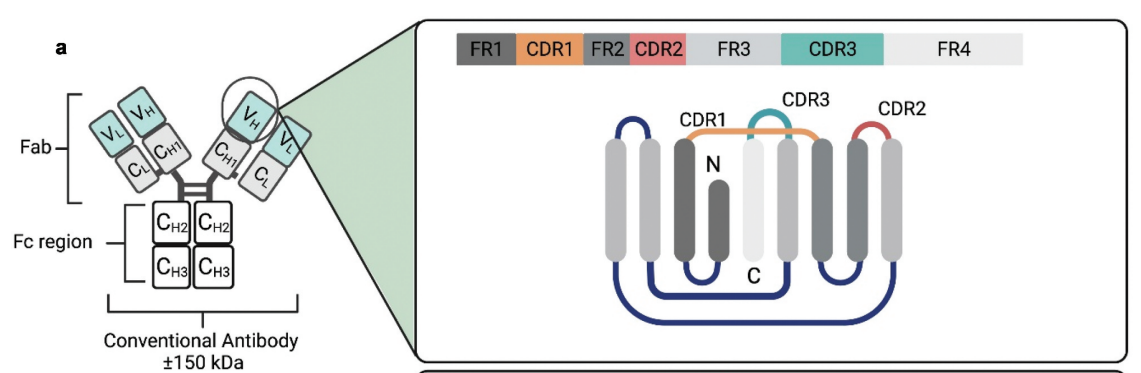 a
FR1 CDR1 FR2 CDR2 FR3 CDR3 FR4
CDR1 CDR3 CDR2
N
C
Fab
VL VH VH VL
CL CH1 CH1 CL
Fc region
CH2 CH2
CH3 CH3
Conventional Antibody
±150 kDa